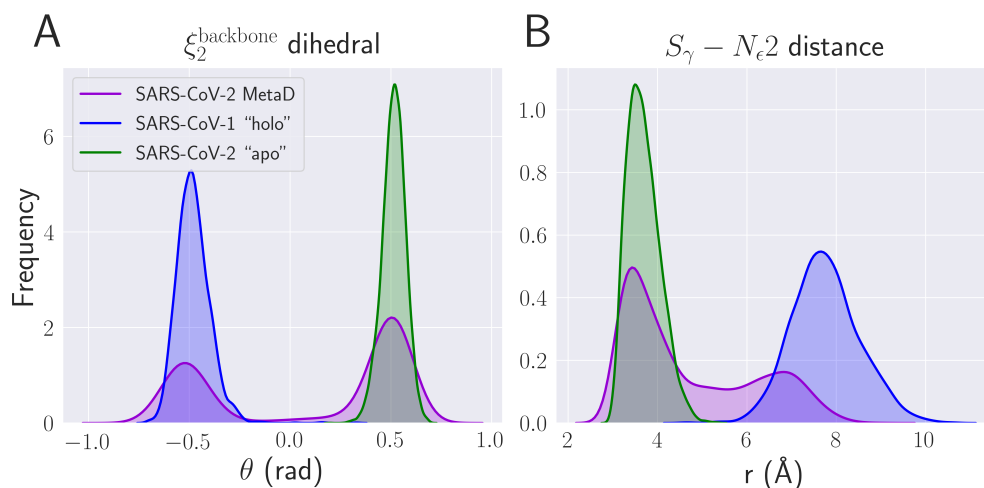 A
ξ₂^backbone dihedral
SARS-CoV-2 MetaD
SARS-CoV-1 “holo”
SARS-CoV-2 “apo”
Frequency
6
4
2
0
−1.0 −0.5 0.0 0.5 1.0
θ (rad)
B
Sγ − Nϵ2 distance
1.0
0.8
0.6
0.4
0.2
0.0
2 4 6 8 10
r (Å)